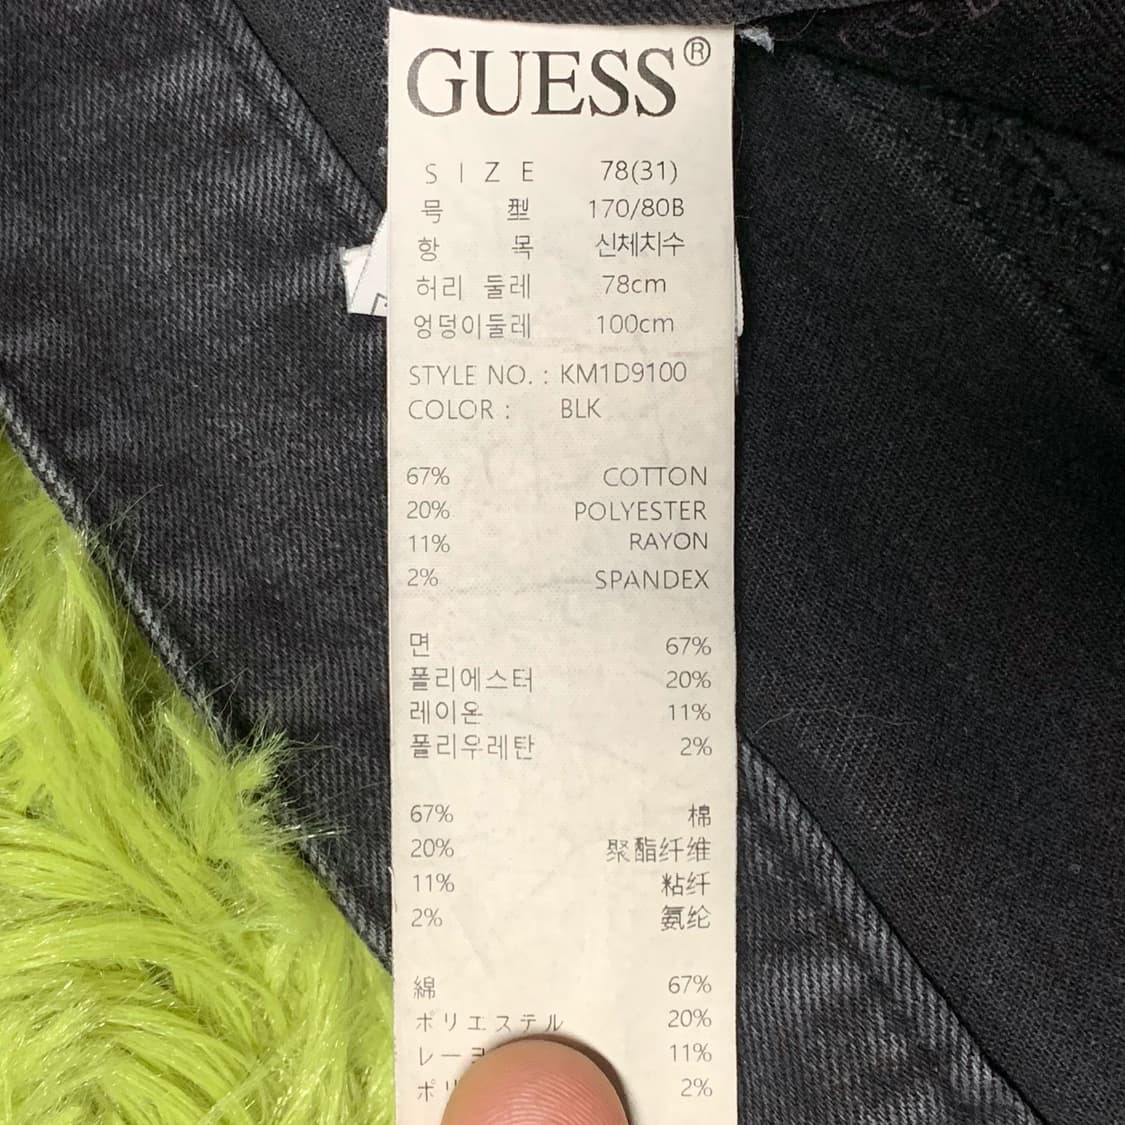 GUESS®
SIZE 78(31)
号 型 170/80B
항 목 신체치수
허리 둘레 78cm
엉덩이둘레 100cm
STYLE NO. : KM1D9100
COLOR : BLK
67% COTTON
20% POLYESTER
11% RAYON
2% SPANDEX
면 67%
폴리에스터 20%
레이온 11%
폴리우레탄 2%
67% 棉
20% 聚酯纤维
11% 粘纤
2% 氨纶
綿 67%
ポリエステル 20%
11%
2%